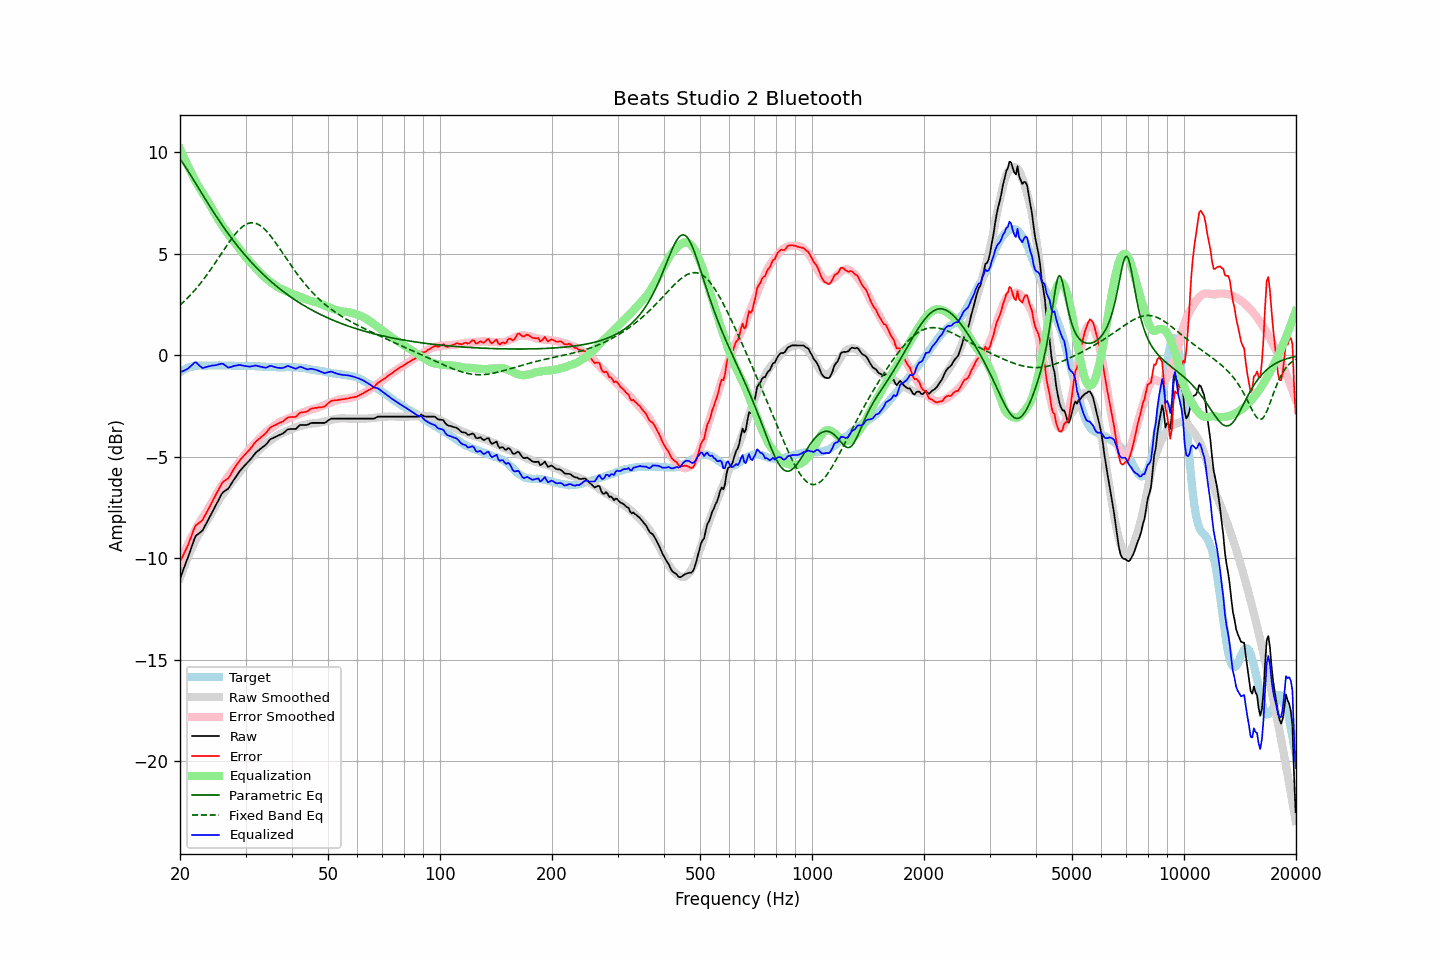 Beats Studio 2 Bluetooth
Amplitude (dBr)
10
5
0
−5
−10
−15
−20
Target
Raw Smoothed
Error Smoothed
Raw
Error
Equalization
Parametric Eq
Fixed Band Eq
Equalized
20 50 100 200 500 1000 2000 5000 10000 20000
Frequency (Hz)